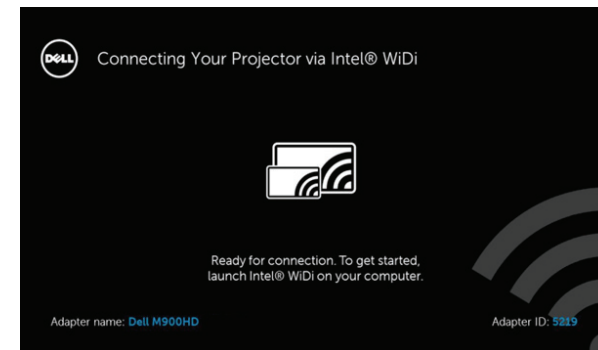 DELL
Connecting Your Projector via Intel® WiDi
Ready for connection. To get started,
launch Intel® WiDi on your computer.
Adapter name: Dell M900HD
Adapter ID: 5219